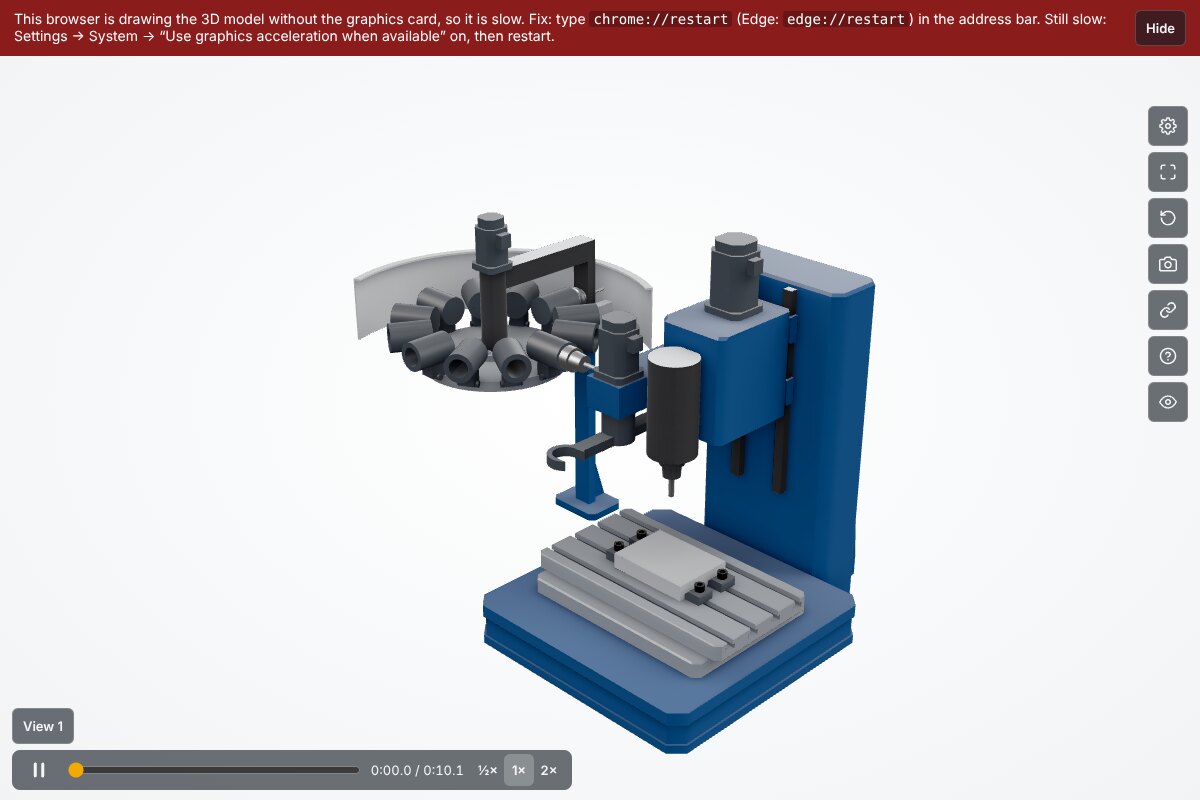 This browser is drawing the 3D model without the graphics card, so it is slow. Fix: type chrome://restart (Edge: edge://restart) in the address bar. Still slow:
Settings → System → “Use graphics acceleration when available” on, then restart.
Hide
View 1
0:00.0 / 0:10.1 ½× 1× 2×